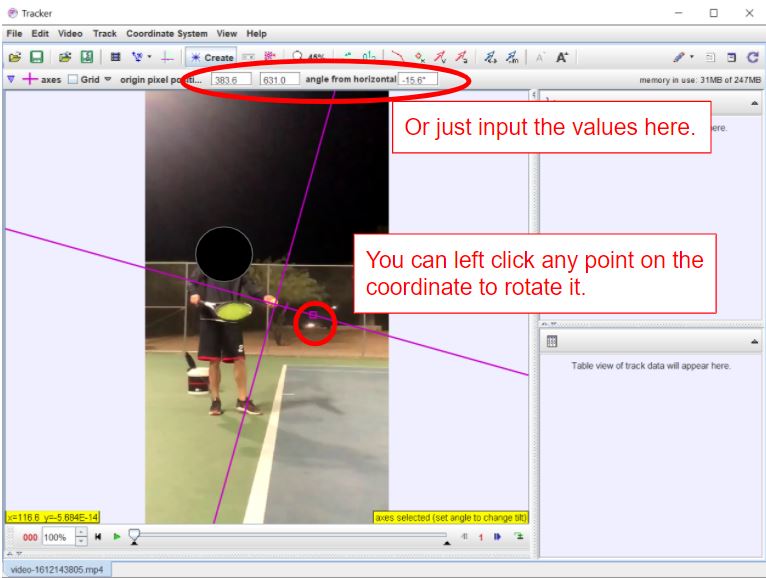 Tracker
File Edit Video Track Coordinate System View Help
Create 45%
axes Grid origin pixel positi... 383.6 631.0 angle from horizontal -15.6° memory in use: 31MB of 247MB
Or just input the values here.
ere.
You can left click any point on the
coordinate to rotate it.
Table view of track data will appear here.
x=116.6 y=-5.684E-14 axes selected (set angle to change tilt)
000 100% 1
video-1612143805.mp4